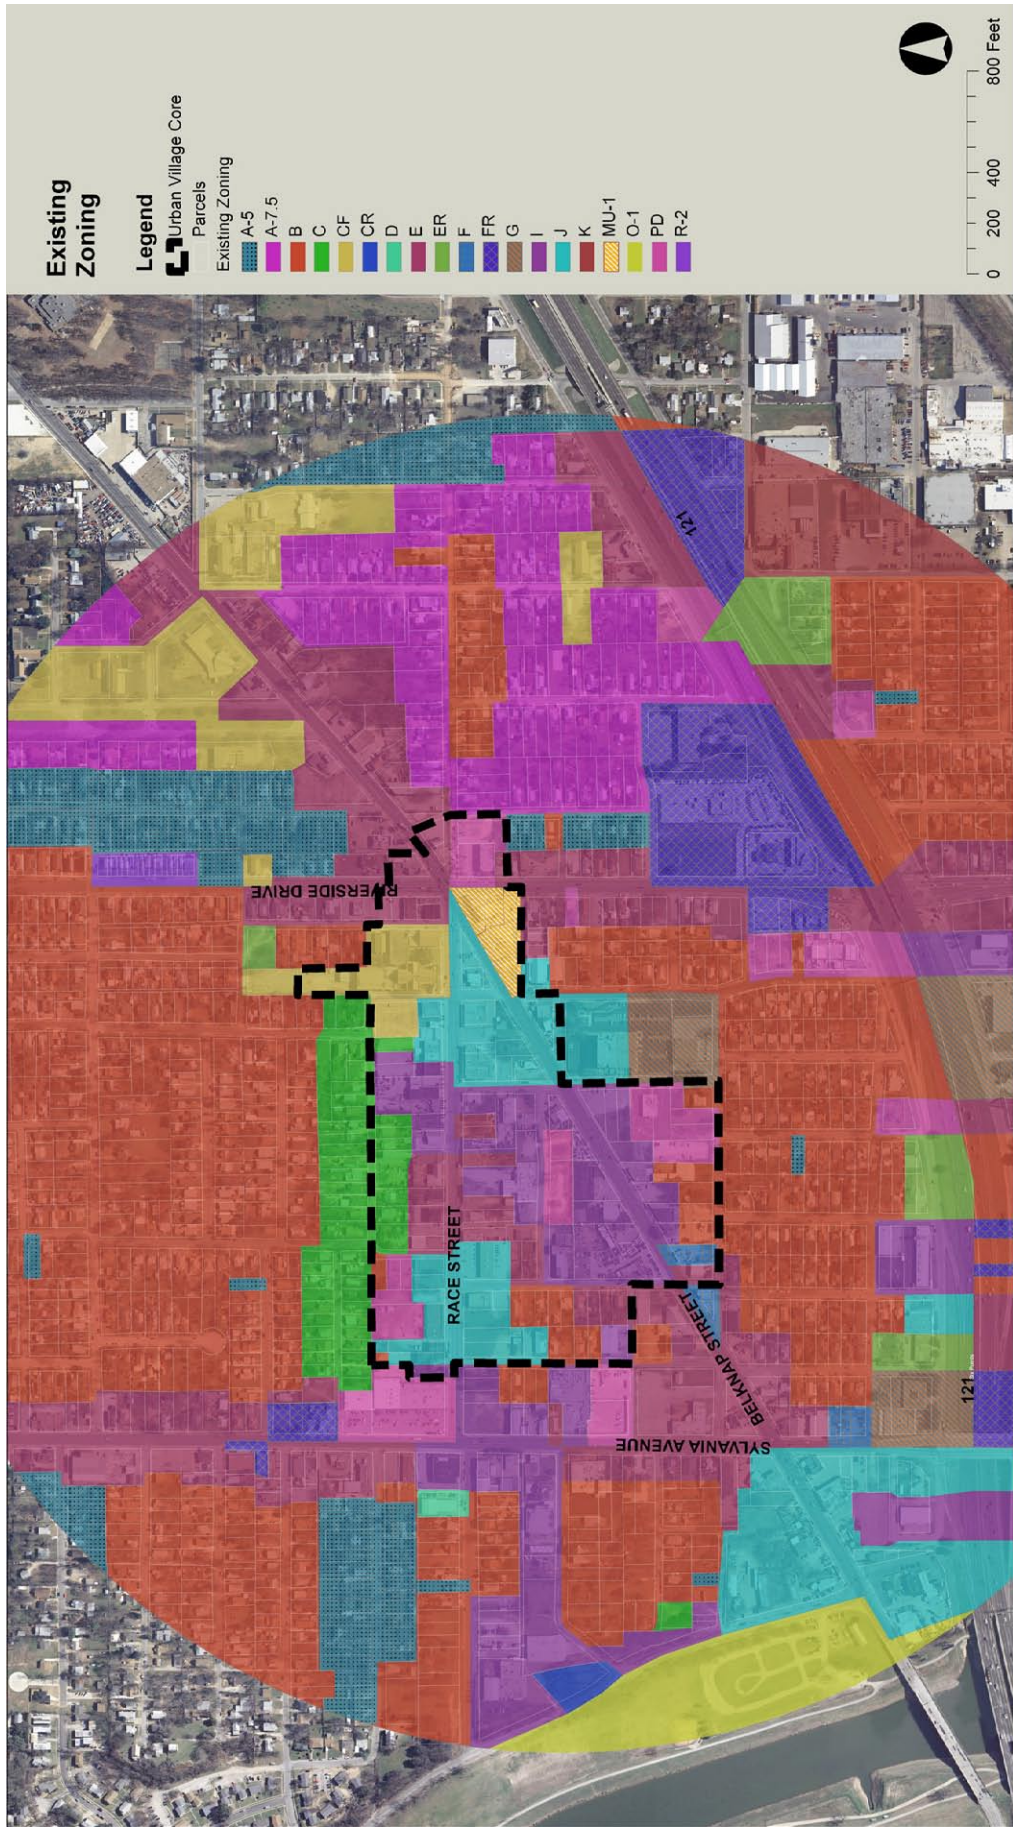 Existing
Zoning
Legend
Urban Village Core
Parcels
Existing Zoning
A-5
A-7.5
B
C
CF
CR
D
E
ER
F
FR
G
I
J
K
MU-1
O-1
PD
R-2
0 200 400 800 Feet
121
RIVERSIDE DRIVE
RACE STREET
BELKNAP STREET
SYLVANIA AVENUE
121